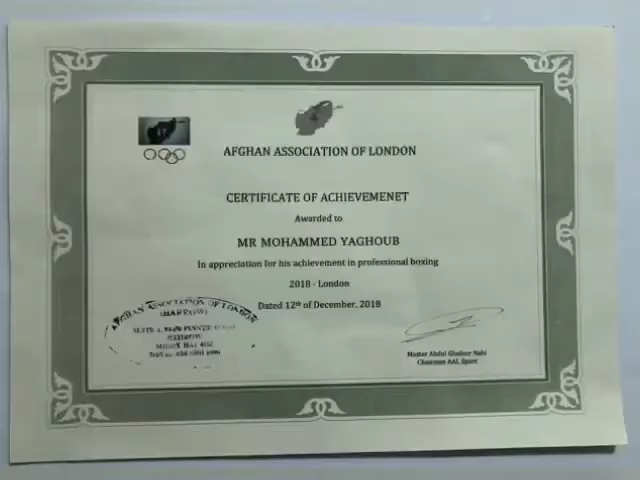 AFGHAN ASSOCIATION OF LONDON
CERTIFICATE OF ACHIEVEMENET
Awarded to
MR MOHAMMED YAGHOUB
In appreciation for his achievement in professional boxing
2018 - London
Dated 12th of December, 2018
AFGHAN ASSOCIATION OF LONDON
(HARROW)
HARROW
Master Abdul Ghafoor Nabi
Chairman AAL Sport